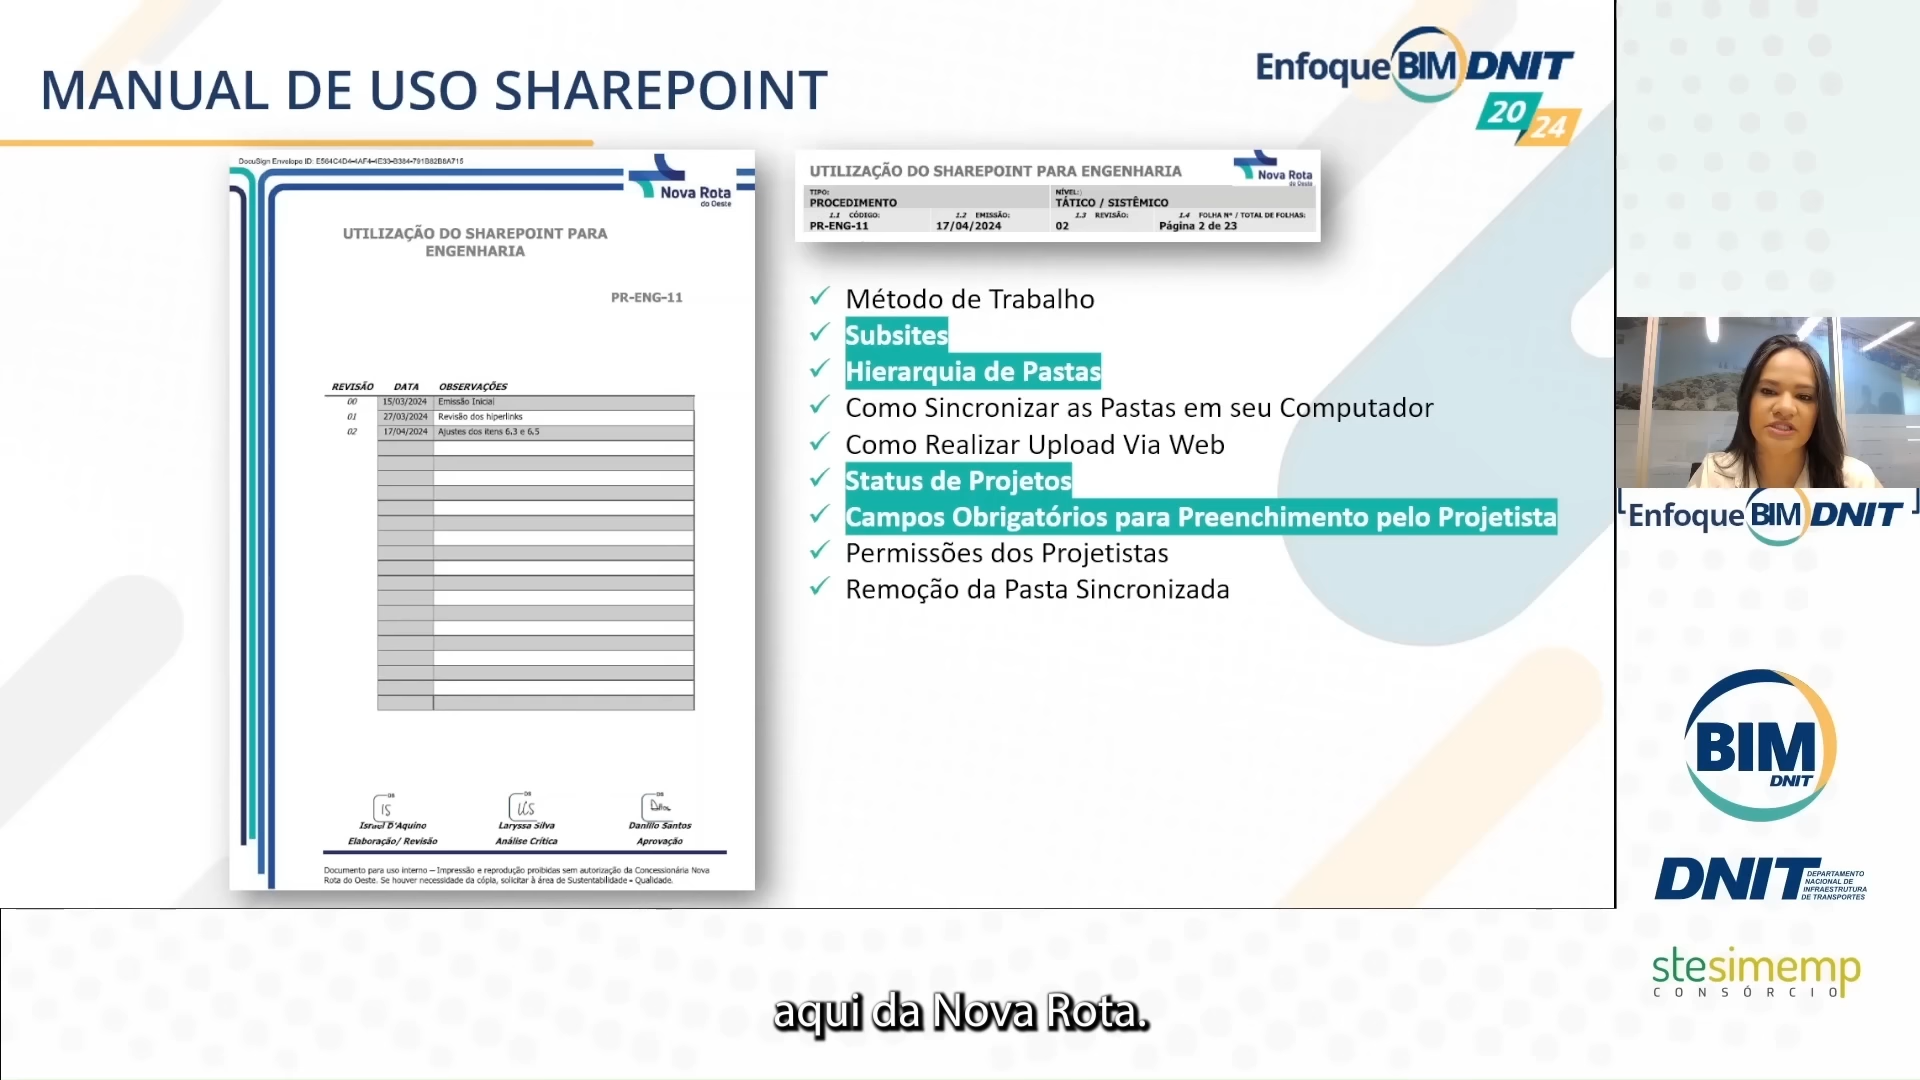 MANUAL DE USO SHAREPOINT
Enfoque BIM DNIT
20 24
DocuSign Envelope ID: E564C4D4-4AF4-4E33-B384-791B82B8A715
Nova Rota
do Oeste
UTILIZAÇÃO DO SHAREPOINT PARA
ENGENHARIA
PR-ENG-11
REVISÃO DATA OBSERVAÇÕES
00 15/03/2024 Emissão Inicial
01 27/03/2024 Revisão dos hiperlinks
02 17/04/2024 Ajustes dos itens 6.3 e 6.5
DS DS DS
IS
Israel D'Aquino Laryssa Silva Danillo Santos
Elaboração/ Revisão Análise Crítica Aprovação
Documento para uso interno – Impressão e reprodução proibidas sem autorização da Concessionária Nova
Rota do Oeste. Se houver necessidade da cópia, solicitar à área de Sustentabilidade - Qualidade.
UTILIZAÇÃO DO SHAREPOINT PARA ENGENHARIA
Nova Rota
do Oeste
TIPO: NÍVEL:
PROCEDIMENTO TÁTICO / SISTÊMICO
1.1 CÓDIGO: 1.2 EMISSÃO: 1.3 REVISÃO: 1.4 FOLHA Nº / TOTAL DE FOLHAS:
PR-ENG-11 17/04/2024 02 Página 2 de 23
✓ Método de Trabalho
✓ Subsites
✓ Hierarquia de Pastas
✓ Como Sincronizar as Pastas em seu Computador
✓ Como Realizar Upload Via Web
✓ Status de Projetos
✓ Campos Obrigatórios para Preenchimento pelo Projetista
✓ Permissões dos Projetistas
✓ Remoção da Pasta Sincronizada
Enfoque BIM DNIT
BIM
DNIT
DNIT DEPARTAMENTO
NACIONAL DE
INFRAESTRUTURA
DE TRANSPORTES
stesimemp
CONSÓRCIO
aqui da Nova Rota.